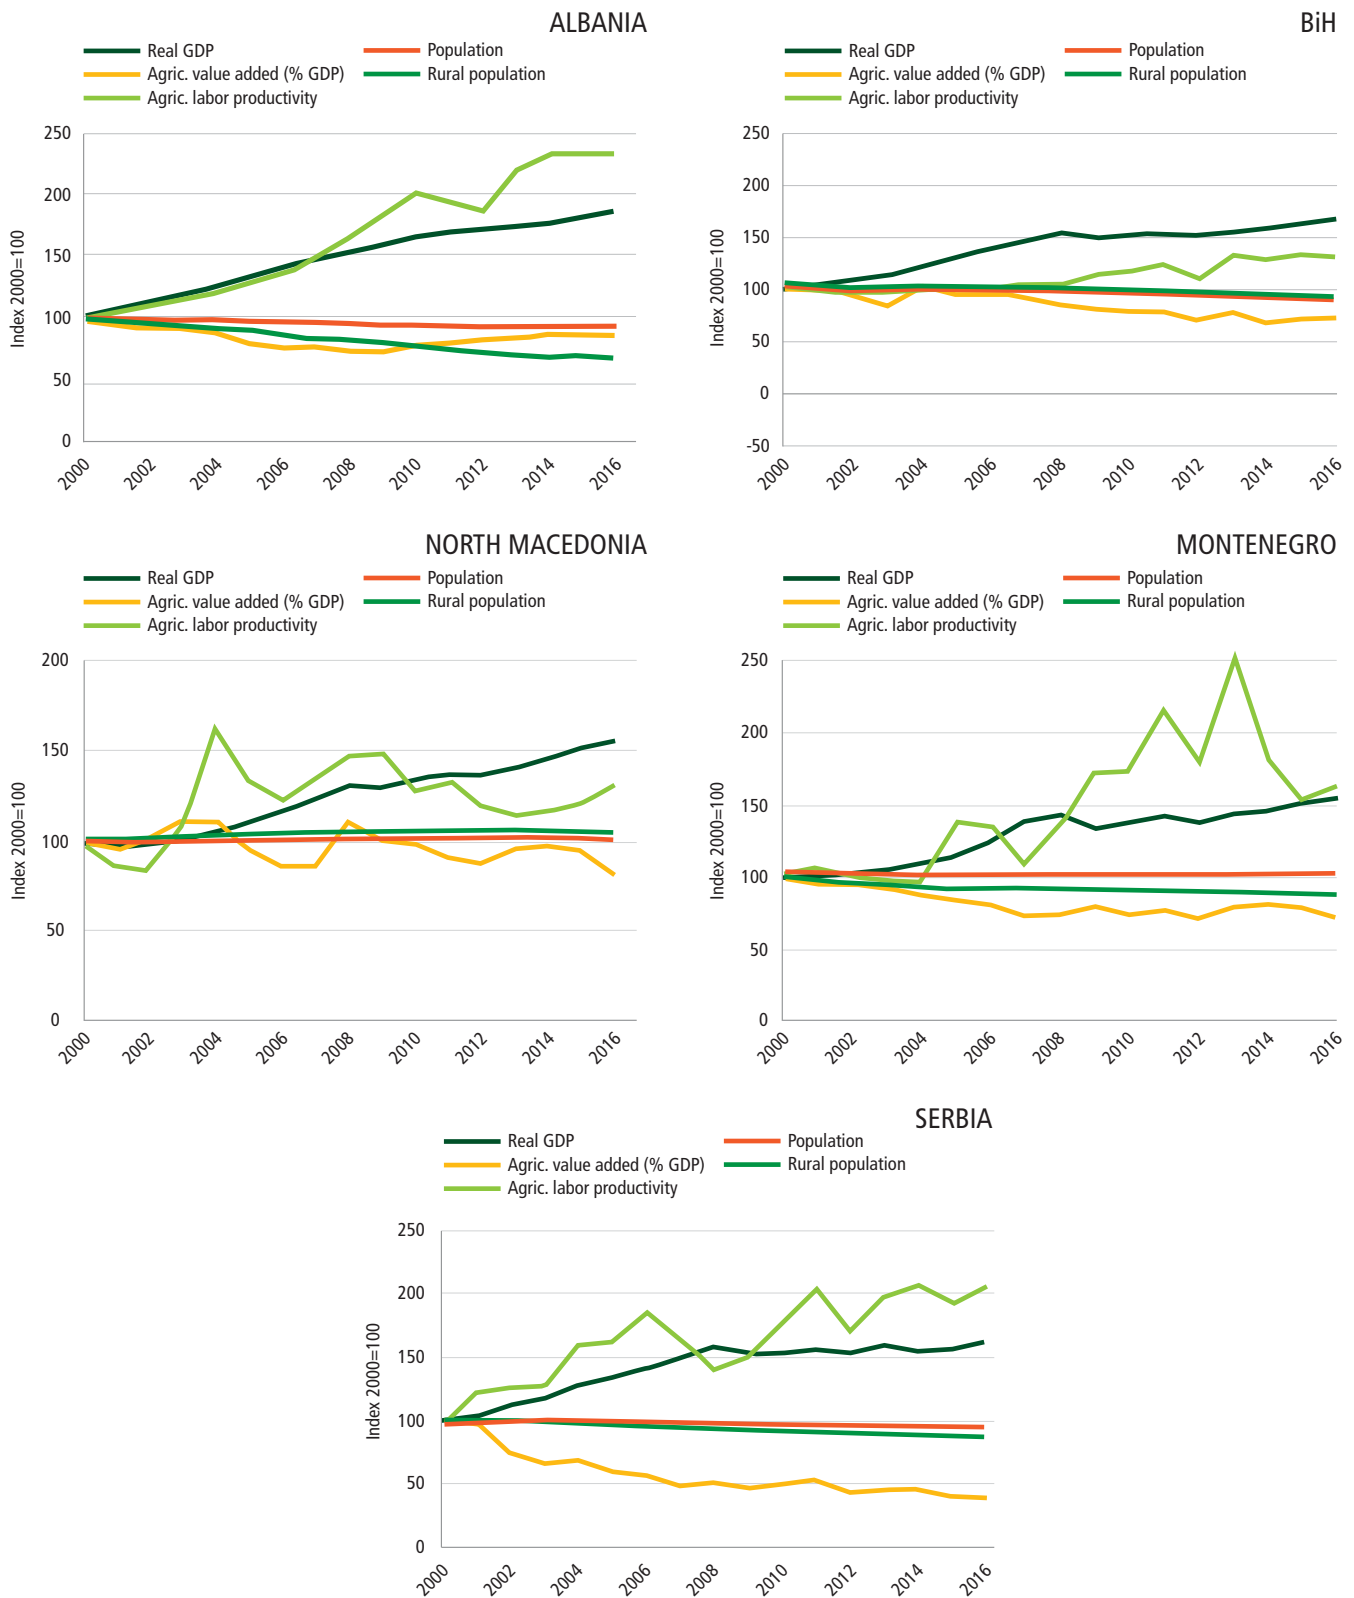 ALBANIA
Real GDP
Population
Agric. value added (% GDP)
Rural population
Agric. labor productivity
Index 2000=100
250
200
150
100
50
0
2000 2002 2004 2006 2008 2010 2012 2014 2016
BiH
Real GDP
Population
Agric. value added (% GDP)
Rural population
Agric. labor productivity
Index 2000=100
250
200
150
100
50
0
-50
2000 2002 2004 2006 2008 2010 2012 2014 2016
NORTH MACEDONIA
Real GDP
Population
Agric. value added (% GDP)
Rural population
Agric. labor productivity
Index 2000=100
200
150
100
50
0
2000 2002 2004 2006 2008 2010 2012 2014 2016
MONTENEGRO
Real GDP
Population
Agric. value added (% GDP)
Rural population
Agric. labor productivity
Index 2000=100
250
200
150
100
50
0
2000 2002 2004 2006 2008 2010 2012 2014 2016
SERBIA
Real GDP
Population
Agric. value added (% GDP)
Rural population
Agric. labor productivity
Index 2000=100
250
200
150
100
50
0
2000 2002 2004 2006 2008 2010 2012 2014 2016